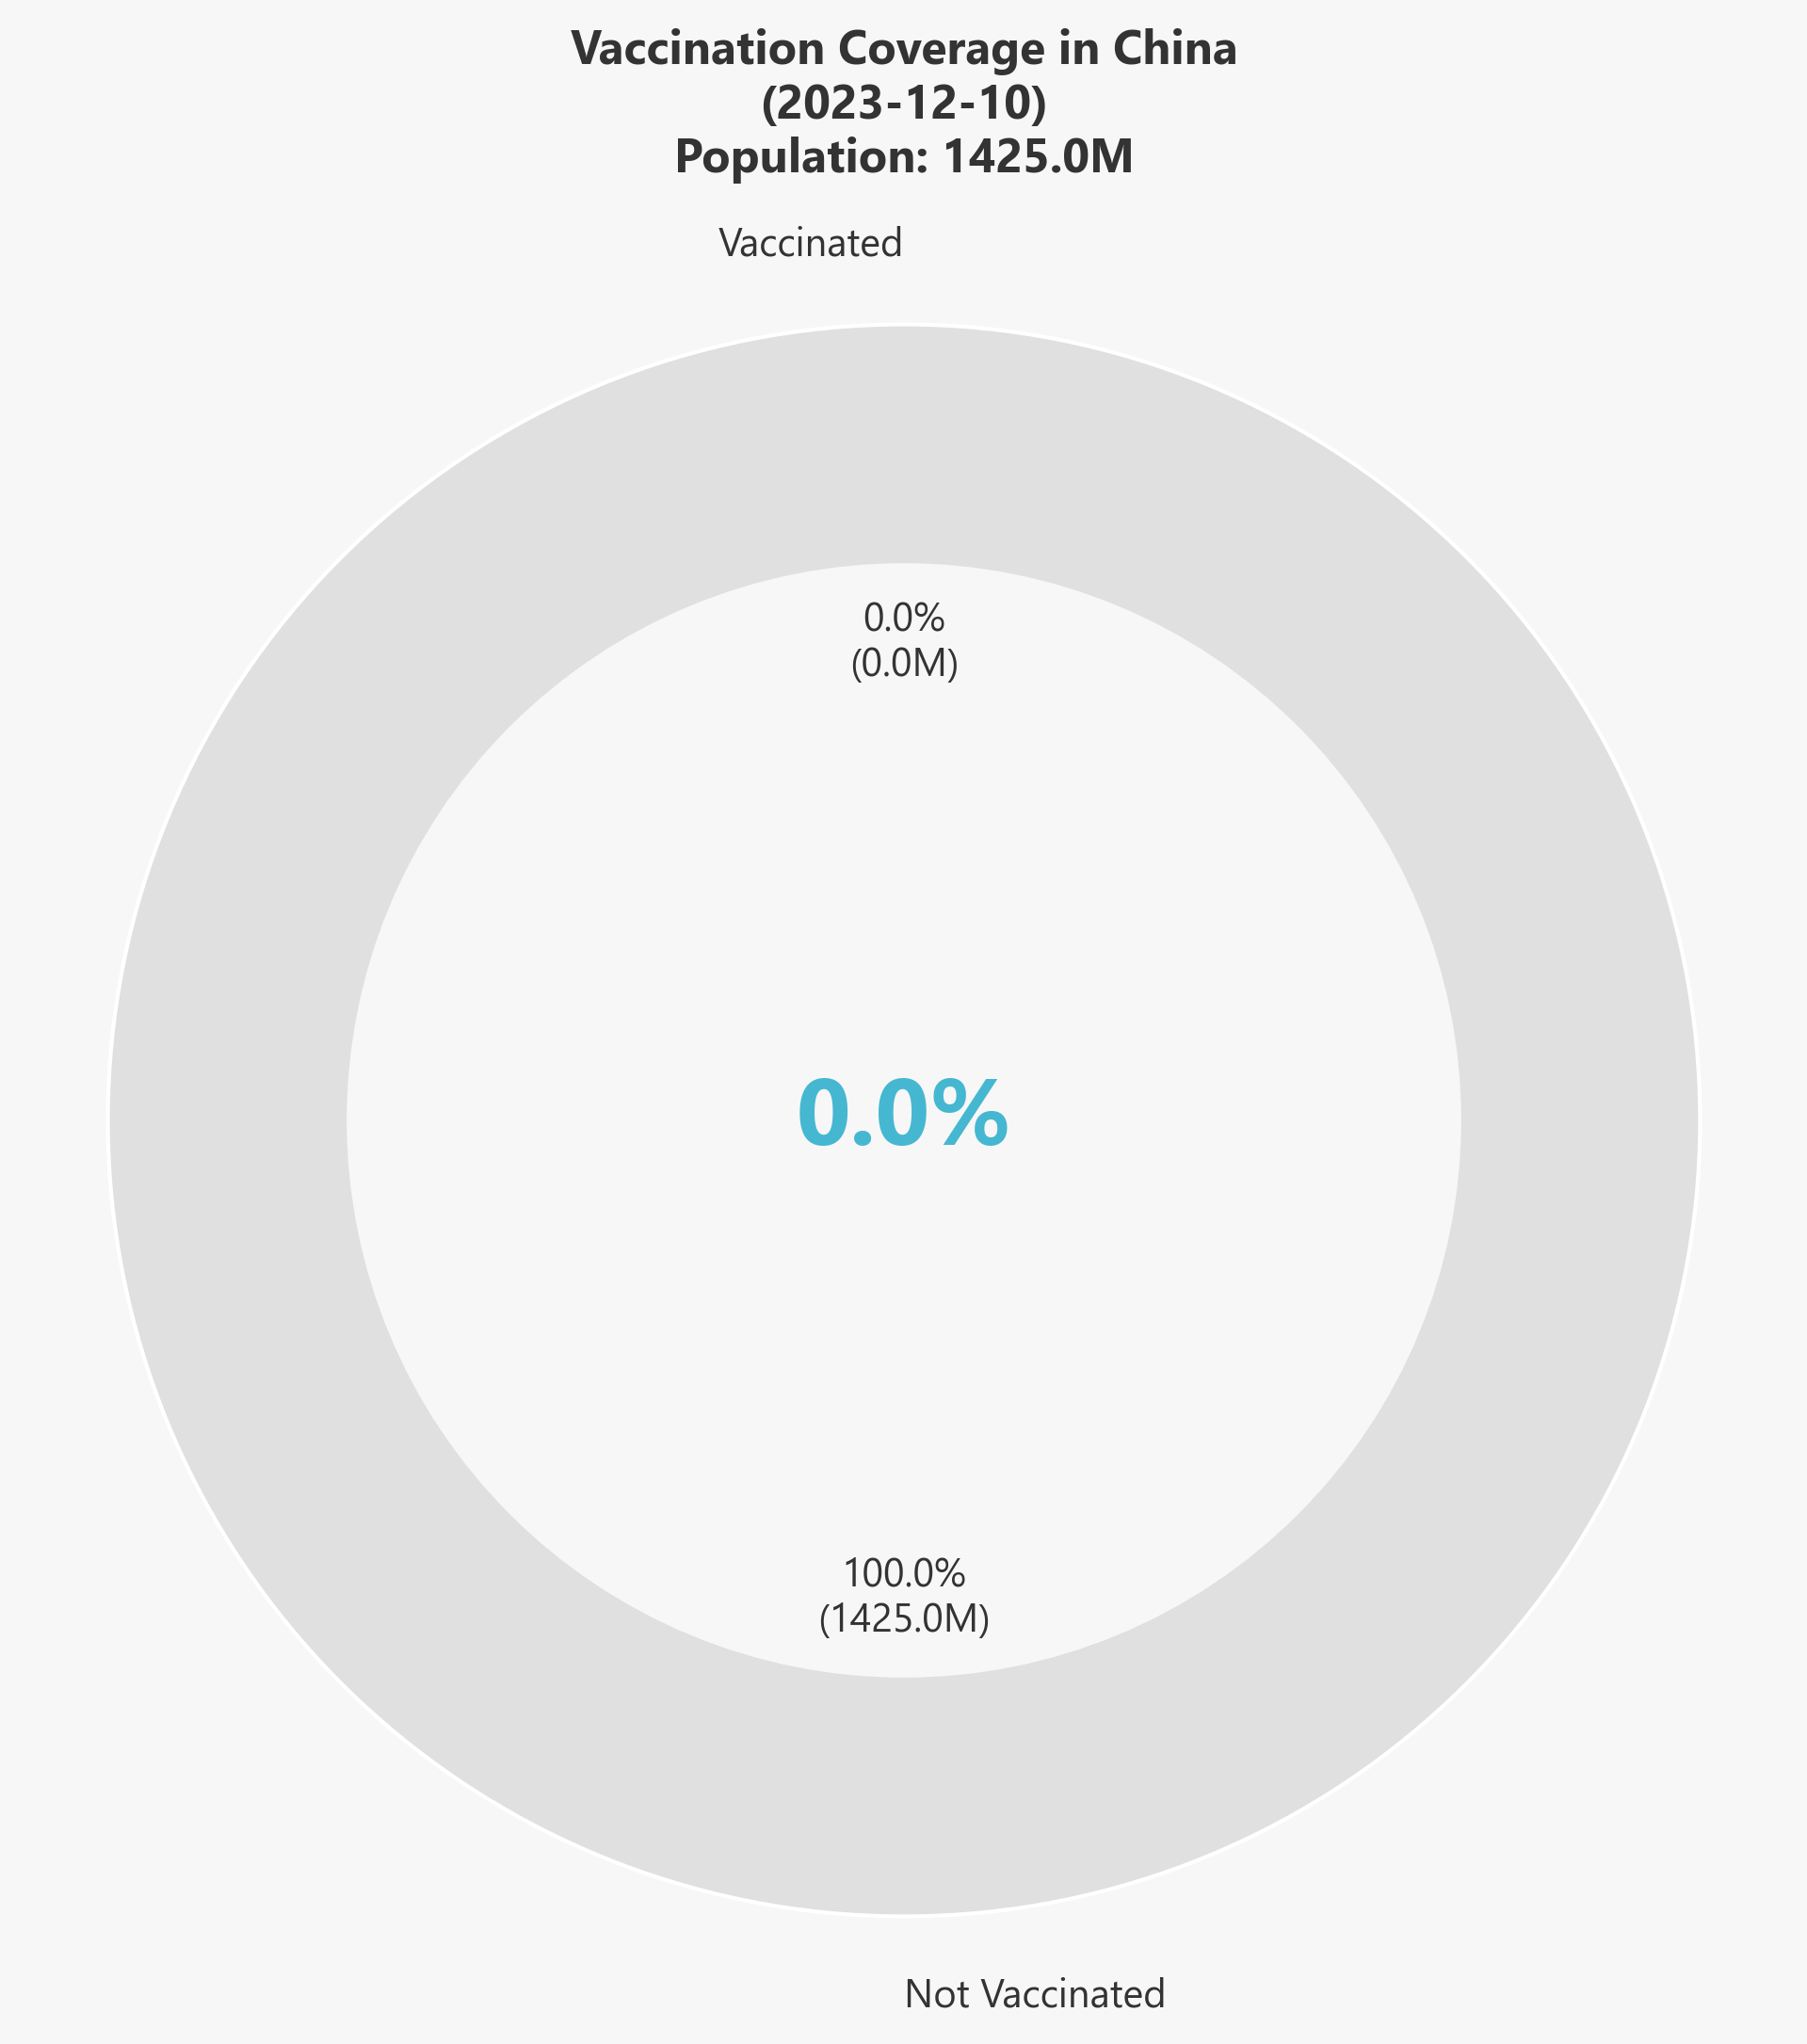 Vaccination Coverage in China
(2023-12-10)
Population: 1425.0M
Vaccinated
0.0%
(0.0M)
0.0%
100.0%
(1425.0M)
Not Vaccinated